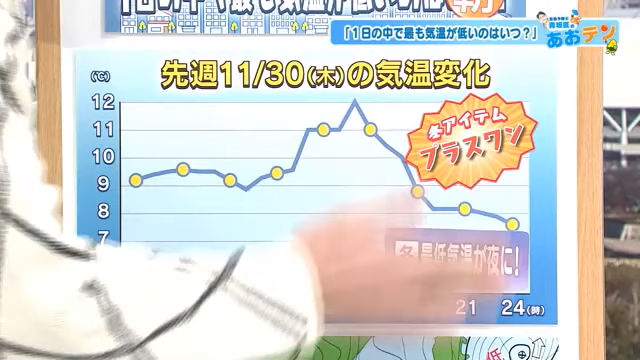 「1日の中で最も気温が低いのはいつ?」
あおテン
先週11/30(木)の気温変化
(℃)
12
11
10
9
8
7
冬アイテム
プラスワン
冬 最低気温が夜に!
21 24(時)
低